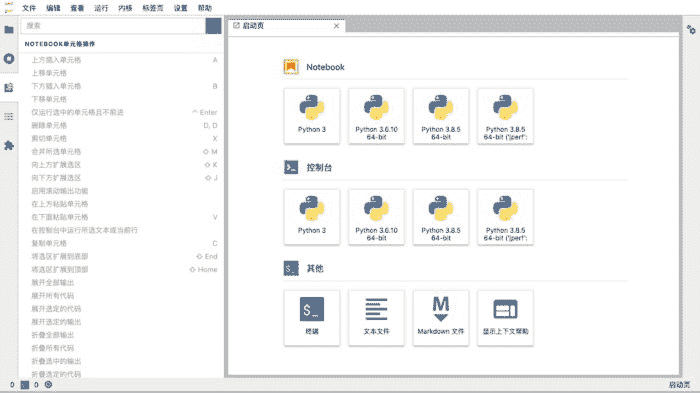 文件 编辑 查看 运行 内核 标签页 设置 帮助
搜索
启动页
NOTEBOOK单元格操作
上方插入单元格 A
上移单元格
下方插入单元格 B
下移单元格
仅运行选中的单元格且不前进 ^ Enter
删除单元格 D, D
剪切单元格 X
合并所选单元格 ⇧ M
向上方扩展选区 ⇧ K
向下方扩展选区 ⇧ J
启用滚动输出功能
在上方粘贴单元格
在下面粘贴单元格 V
在控制台中运行所选文本或当前行
复制单元格 C
将选区扩展到底部 ⇧ End
将选区扩展到顶部 ⇧ Home
展开全部输出
展开所有代码
展开选定的代码
展开选定的输出
折叠全部输出
折叠所有代码
折叠选中的输出
折叠选定的代码
Notebook
Python 3
Python 3.6.10
64-bit
Python 3.8.5
64-bit
Python 3.8.5
64-bit ('jperf':
控制台
Python 3
Python 3.6.10
64-bit
Python 3.8.5
64-bit
Python 3.8.5
64-bit ('jperf':
其他
$_
终端
文本文件
Markdown 文件
显示上下文帮助
0 0
启动页